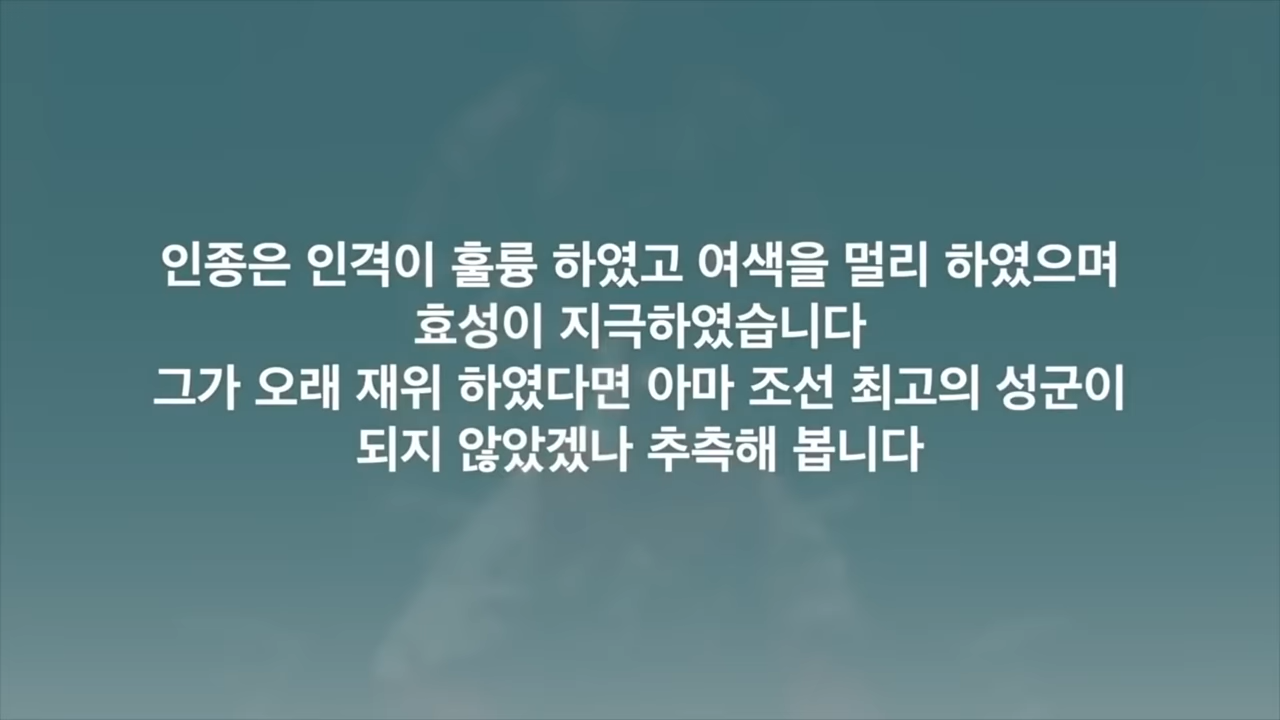 인종은 인격이 훌륭 하였고 여색을 멀리 하였으며
효성이 지극하였습니다
그가 오래 재위 하였다면 아마 조선 최고의 성군이
되지 않았겠나 추측해 봅니다